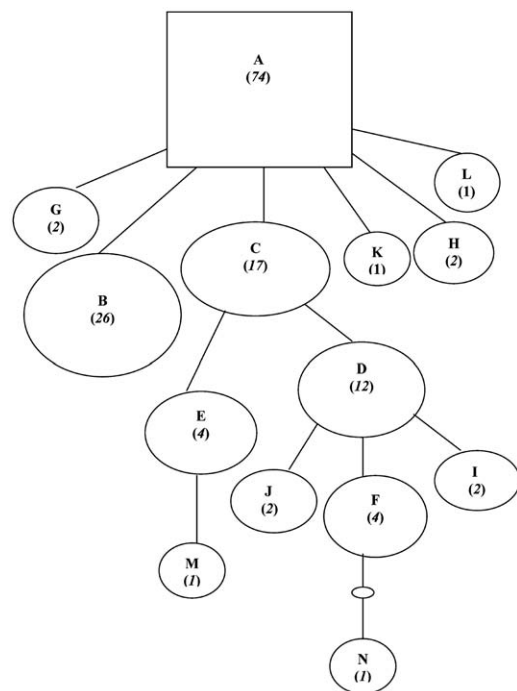 A
(74)
L
(1)
G
(2)
H
(2)
K
(1)
C
(17)
B
(26)
D
(12)
E
(4)
I
(2)
J
(2)
F
(4)
M
(1)
N
(1)